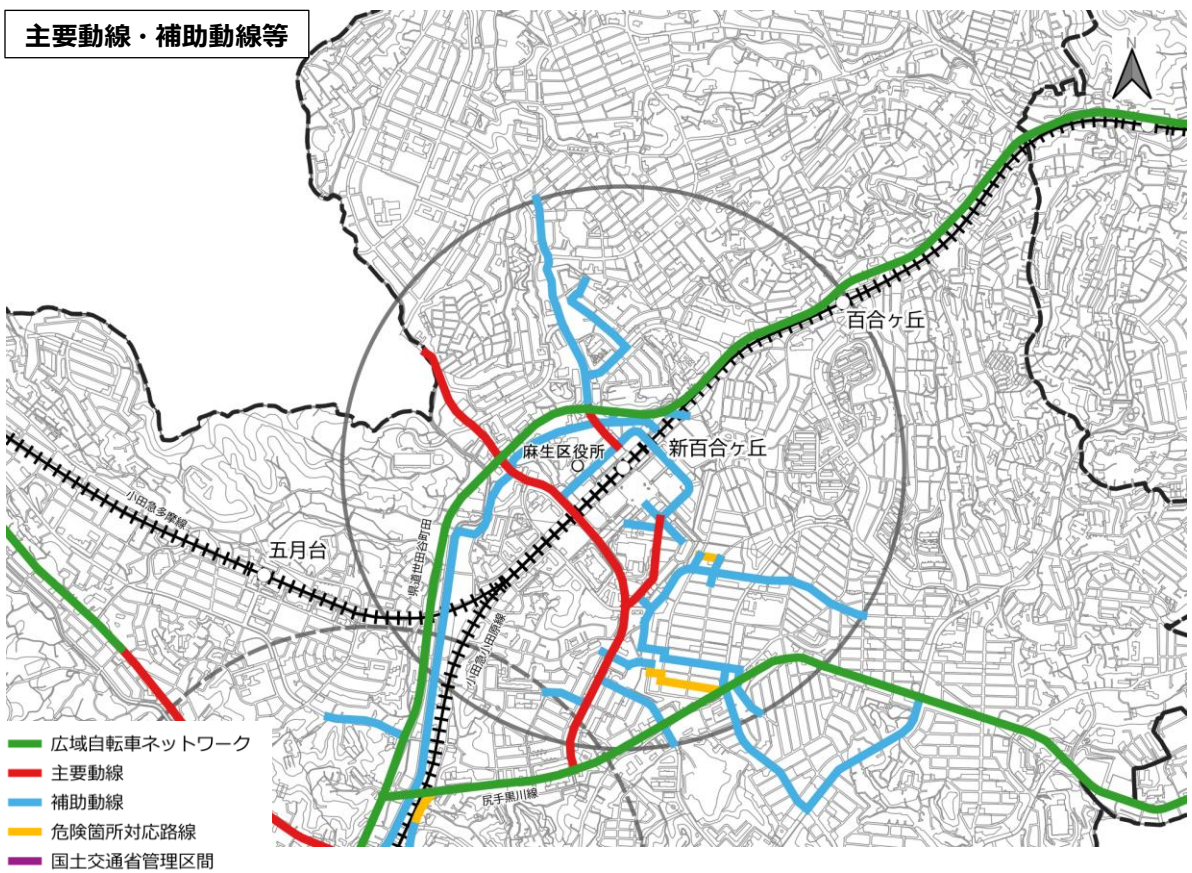 主要動線・補助動線等
N
百合ヶ丘
新百合ヶ丘
麻生区役所
小田急多摩線
五月台
県道世田谷町田
小田急小田原線
尻手黒川線
広域自転車ネットワーク
主要動線
補助動線
危険箇所対応路線
国土交通省管理区間